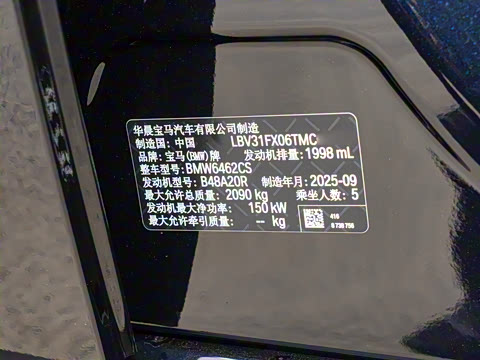 华晨宝马汽车有限公司制造
制造国：中国 LBV31FX06TMC
品牌：宝马(BMW)牌 发动机排量：1998 mL
整车型号：BMW6462CS
发动机型号：B48A20R 制造年月：2025-09
最大允许总质量：2090 kg 乘坐人数：5
发动机最大净功率：150 kW
最大允许牵引质量：-- kg
416
8 738 756